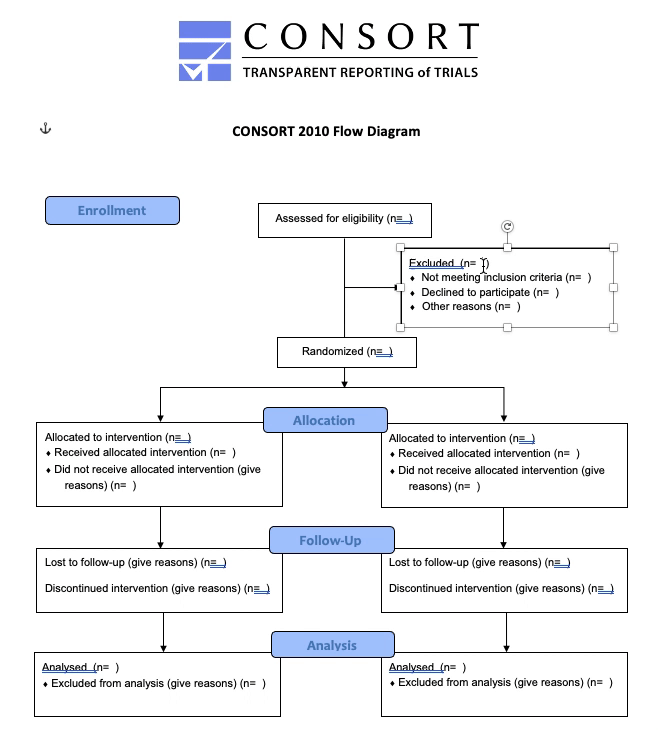 CONSORT
TRANSPARENT REPORTING of TRIALS
CONSORT 2010 Flow Diagram
Enrollment
Assessed for eligibility (n= )
Excluded (n= )
♦ Not meeting inclusion criteria (n= )
♦ Declined to participate (n= )
♦ Other reasons (n= )
Randomized (n= )
Allocation
Allocated to intervention (n= )
♦ Received allocated intervention (n= )
♦ Did not receive allocated intervention (give
reasons) (n= )
Allocated to intervention (n= )
♦ Received allocated intervention (n= )
♦ Did not receive allocated intervention (give
reasons) (n= )
Follow-Up
Lost to follow-up (give reasons) (n= )
Discontinued intervention (give reasons) (n= )
Lost to follow-up (give reasons) (n= )
Discontinued intervention (give reasons) (n= )
Analysis
Analysed (n= )
♦ Excluded from analysis (give reasons) (n= )
Analysed (n= )
♦ Excluded from analysis (give reasons) (n= )